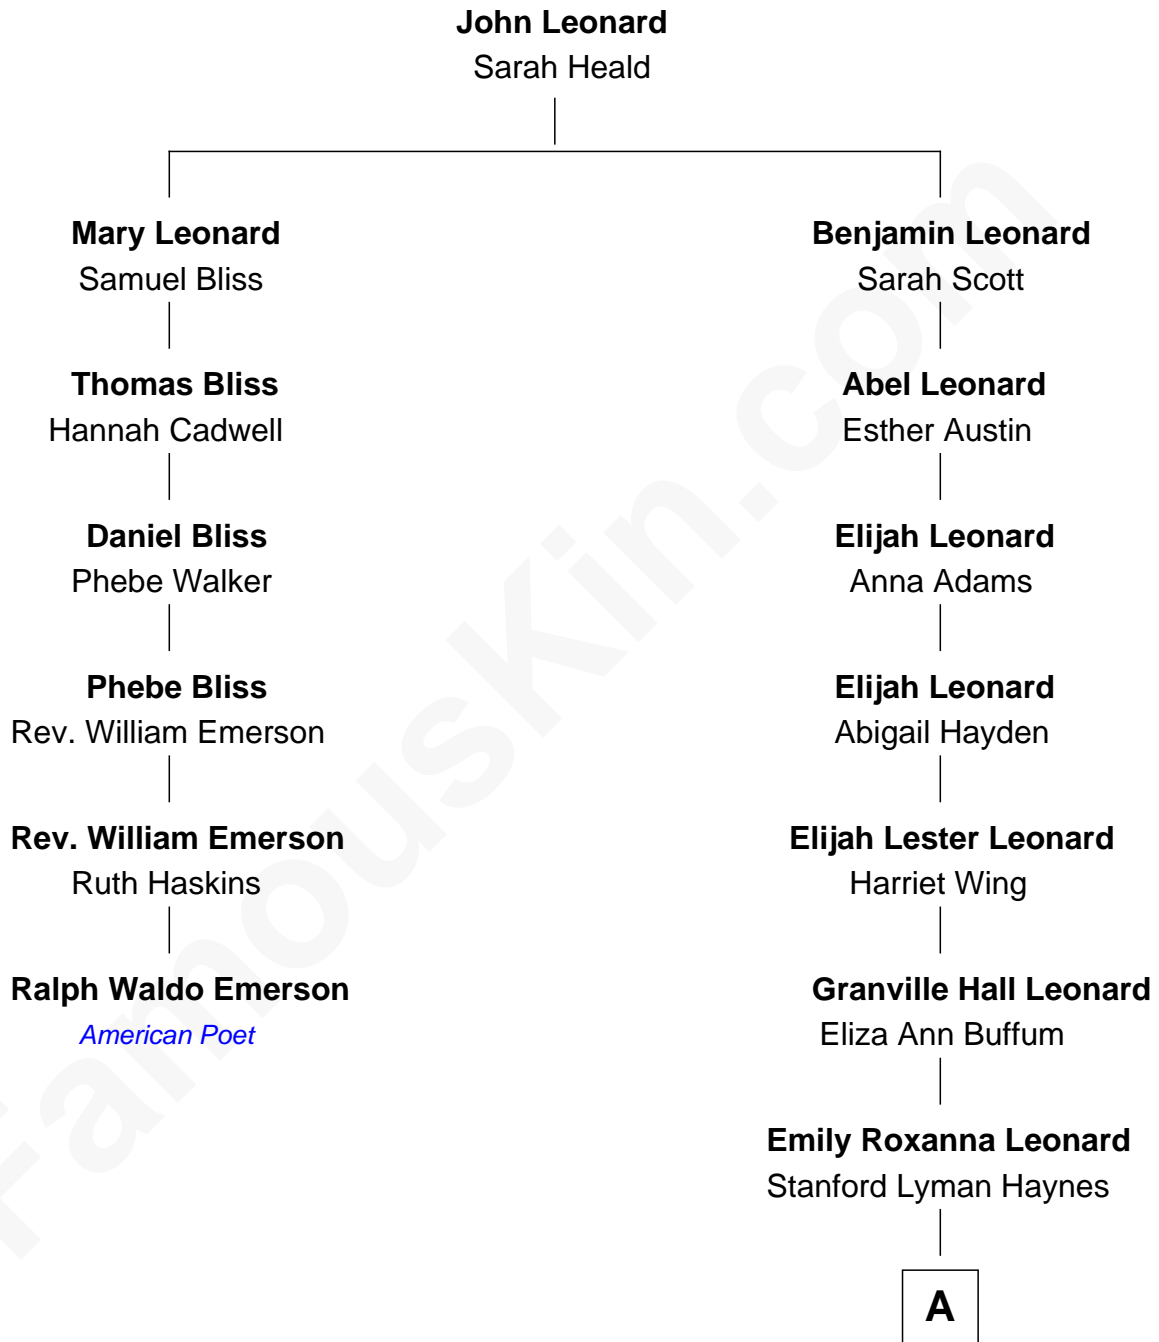 John Leonard
Sarah Heald
Mary Leonard
Samuel Bliss
Thomas Bliss
Hannah Cadwell
Daniel Bliss
Phebe Walker
Phebe Bliss
Rev. William Emerson
Rev. William Emerson
Ruth Haskins
Ralph Waldo Emerson
American Poet
Benjamin Leonard
Sarah Scott
Abel Leonard
Esther Austin
Elijah Leonard
Anna Adams
Elijah Leonard
Abigail Hayden
Elijah Lester Leonard
Harriet Wing
Granville Hall Leonard
Eliza Ann Buffum
Emily Roxanna Leonard
Stanford Lyman Haynes
A
FamousKin.com